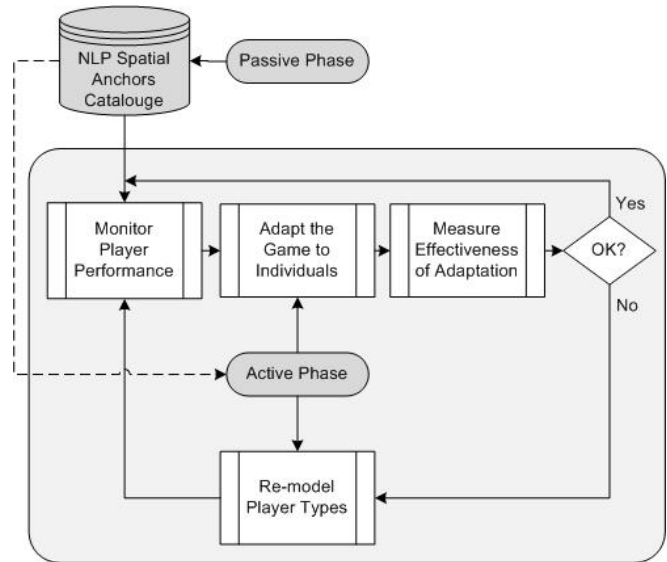 NLP Spatial
Anchors
Catalouge
Passive Phase
Monitor
Player
Performance
Adapt the
Game to
Individuals
Measure
Effectiveness
of Adaptation
OK?
Yes
No
Active Phase
Re-model
Player Types